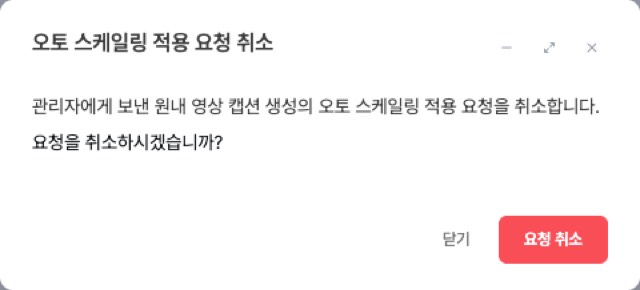 오토 스케일링 적용 요청 취소
관리자에게 보낸 원내 영상 캡션 생성의 오토 스케일링 적용 요청을 취소합니다.
요청을 취소하시겠습니까?
닫기
요청 취소